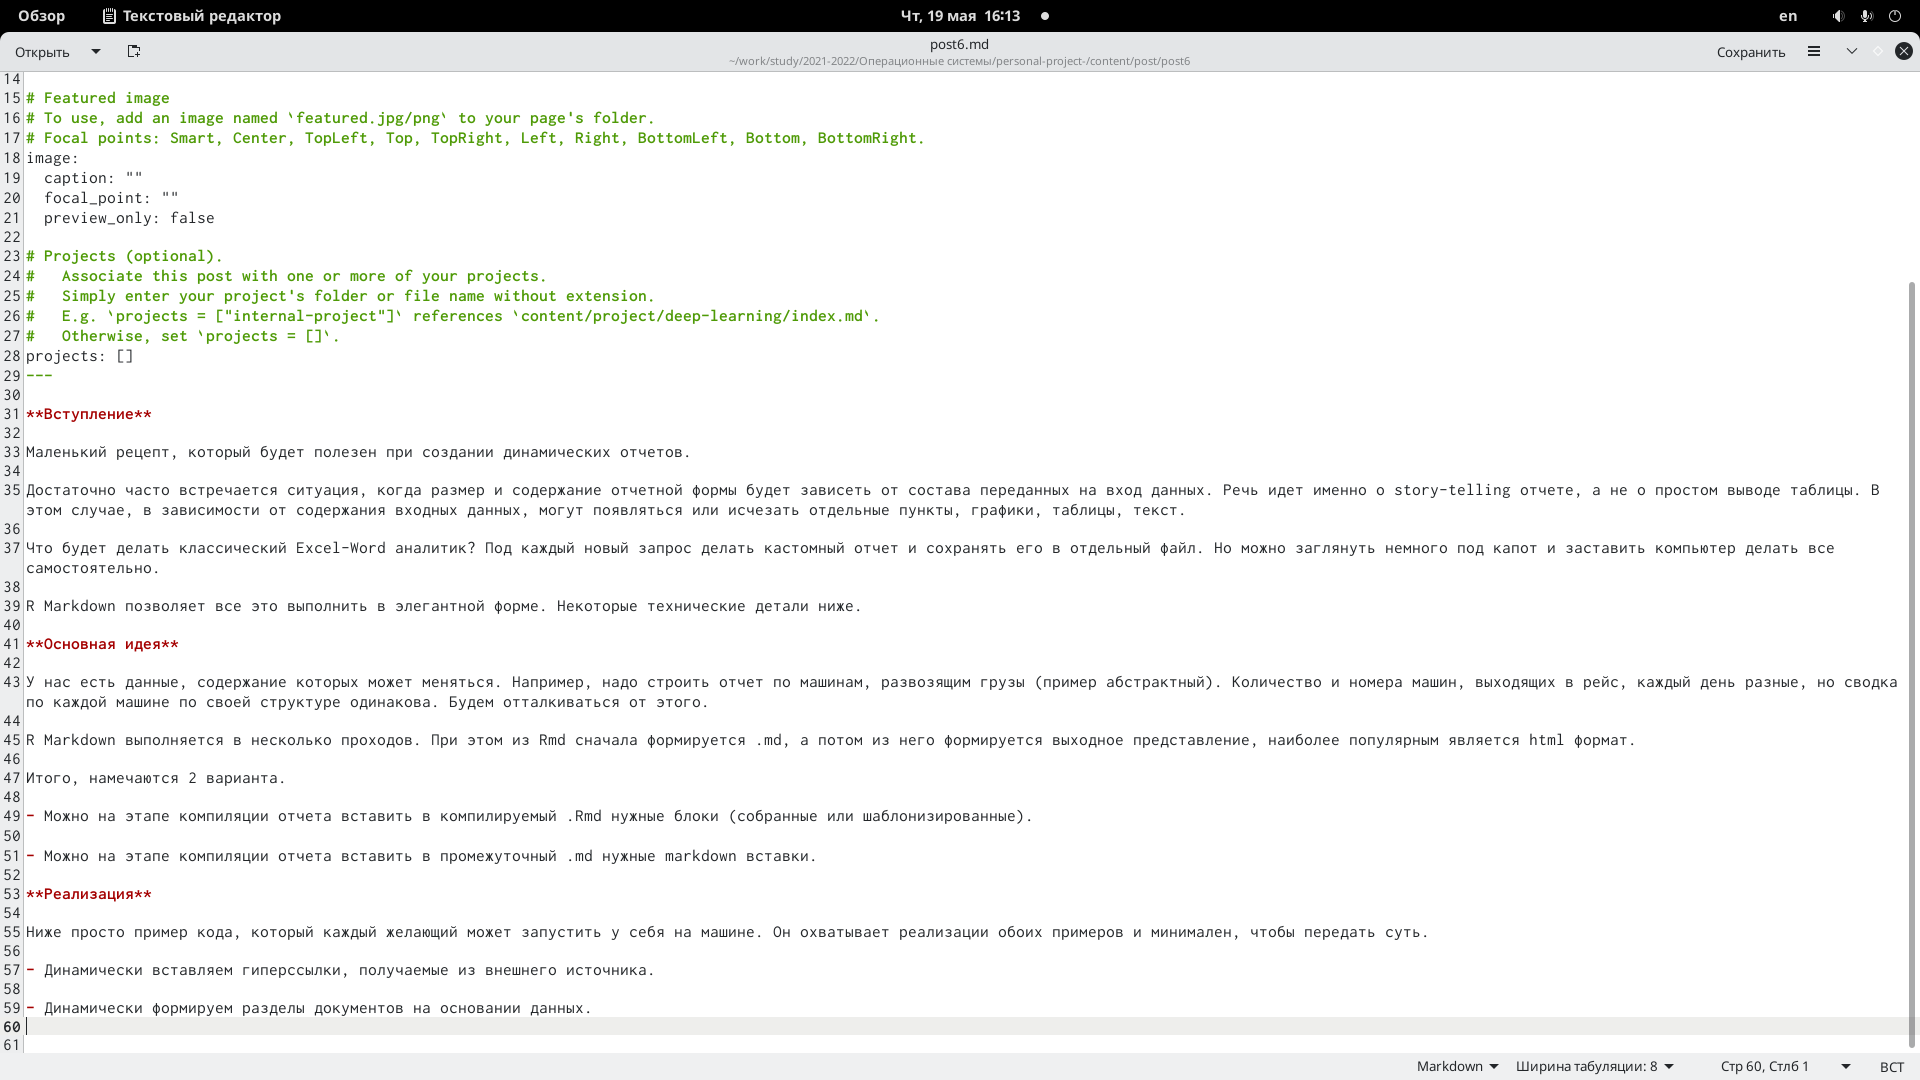 Обзор Текстовый редактор Чт, 19 мая 16:13 en
Открыть post6.md Сохранить
~/work/study/2021-2022/Операционные системы/personal-project-/content/post/post6
14
15 # Featured image
16 # To use, add an image named `featured.jpg/png` to your page's folder.
17 # Focal points: Smart, Center, TopLeft, Top, TopRight, Left, Right, BottomLeft, Bottom, BottomRight.
18 image:
19   caption: ""
20   focal_point: ""
21   preview_only: false
22
23 # Projects (optional).
24 #   Associate this post with one or more of your projects.
25 #   Simply enter your project's folder or file name without extension.
26 #   E.g. `projects = ["internal-project"]` references `content/project/deep-learning/index.md`.
27 #   Otherwise, set `projects = []`.
28 projects: []
29 ---
30
31 **Вступление**
32
33 Маленький рецепт, который будет полезен при создании динамических отчетов.
34
35 Достаточно часто встречается ситуация, когда размер и содержание отчетной формы будет зависеть от состава переданных на вход данных. Речь идет именно о story-telling отчете, а не о простом выводе таблицы. В
этом случае, в зависимости от содержания входных данных, могут появляться или исчезать отдельные пункты, графики, таблицы, текст.
36
37 Что будет делать классический Excel-Word аналитик? Под каждый новый запрос делать кастомный отчет и сохранять его в отдельный файл. Но можно заглянуть немного под капот и заставить компьютер делать все
самостоятельно.
38
39 R Markdown позволяет все это выполнить в элегантной форме. Некоторые технические детали ниже.
40
41 **Основная идея**
42
43 У нас есть данные, содержание которых может меняться. Например, надо строить отчет по машинам, развозящим грузы (пример абстрактный). Количество и номера машин, выходящих в рейс, каждый день разные, но сводка
по каждой машине по своей структуре одинакова. Будем отталкиваться от этого.
44
45 R Markdown выполняется в несколько проходов. При этом из Rmd сначала формируется .md, а потом из него формируется выходное представление, наиболее популярным является html формат.
46
47 Итого, намечаются 2 варианта.
48
49 - Можно на этапе компиляции отчета вставить в компилируемый .Rmd нужные блоки (собранные или шаблонизированные).
50
51 - Можно на этапе компиляции отчета вставить в промежуточный .md нужные markdown вставки.
52
53 **Реализация**
54
55 Ниже просто пример кода, который каждый желающий может запустить у себя на машине. Он охватывает реализации обоих примеров и минимален, чтобы передать суть.
56
57 - Динамически вставляем гиперссылки, получаемые из внешнего источника.
58
59 - Динамически формируем разделы документов на основании данных.
60
61
Markdown Ширина табуляции: 8 Стр 60, Стлб 1 ВСТ